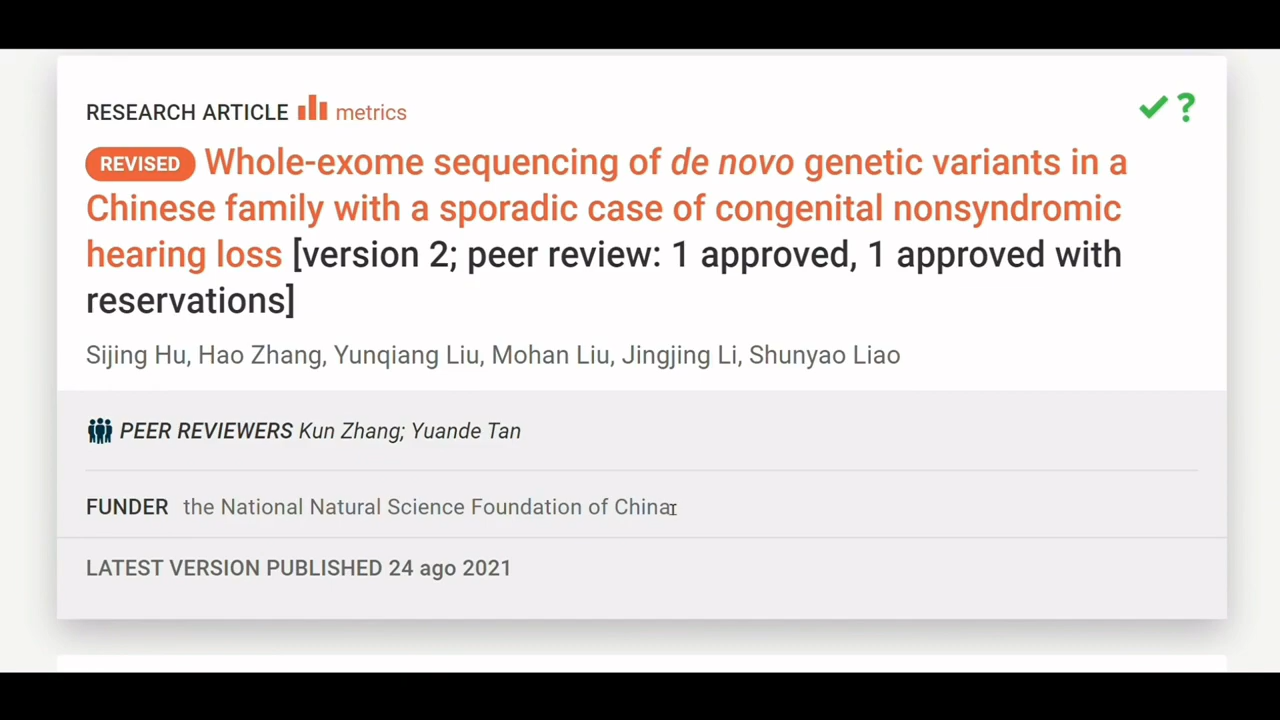 RESEARCH ARTICLE metrics
REVISED Whole-exome sequencing of de novo genetic variants in a
Chinese family with a sporadic case of congenital nonsyndromic
hearing loss [version 2; peer review: 1 approved, 1 approved with
reservations]
Sijing Hu, Hao Zhang, Yunqiang Liu, Mohan Liu, Jingjing Li, Shunyao Liao
PEER REVIEWERS Kun Zhang; Yuande Tan
FUNDER the National Natural Science Foundation of China
LATEST VERSION PUBLISHED 24 ago 2021